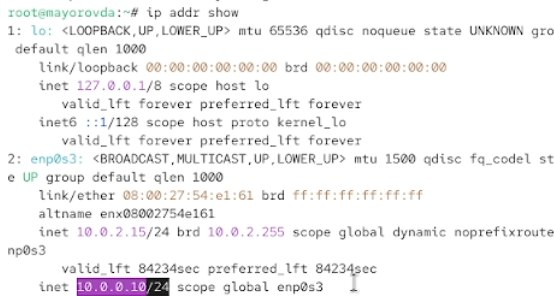 root@mayorovda:~# ip addr show
1: lo: <LOOPBACK,UP,LOWER_UP> mtu 65536 qdisc noqueue state UNKNOWN gro
default qlen 1000
link/loopback 00:00:00:00:00:00 brd 00:00:00:00:00:00
inet 127.0.0.1/8 scope host lo
valid_lft forever preferred_lft forever
inet6 ::1/128 scope host proto kernel_lo
valid_lft forever preferred_lft forever
2: enp0s3: <BROADCAST,MULTICAST,UP,LOWER_UP> mtu 1500 qdisc fq_codel st
e UP group default qlen 1000
link/ether 08:00:27:54:e1:61 brd ff:ff:ff:ff:ff:ff
altname enx08002754e161
inet 10.0.2.15/24 brd 10.0.2.255 scope global dynamic noprefixroute
np0s3
valid_lft 84234sec preferred_lft 84234sec
inet 10.0.0.10/24 scope global enp0s3